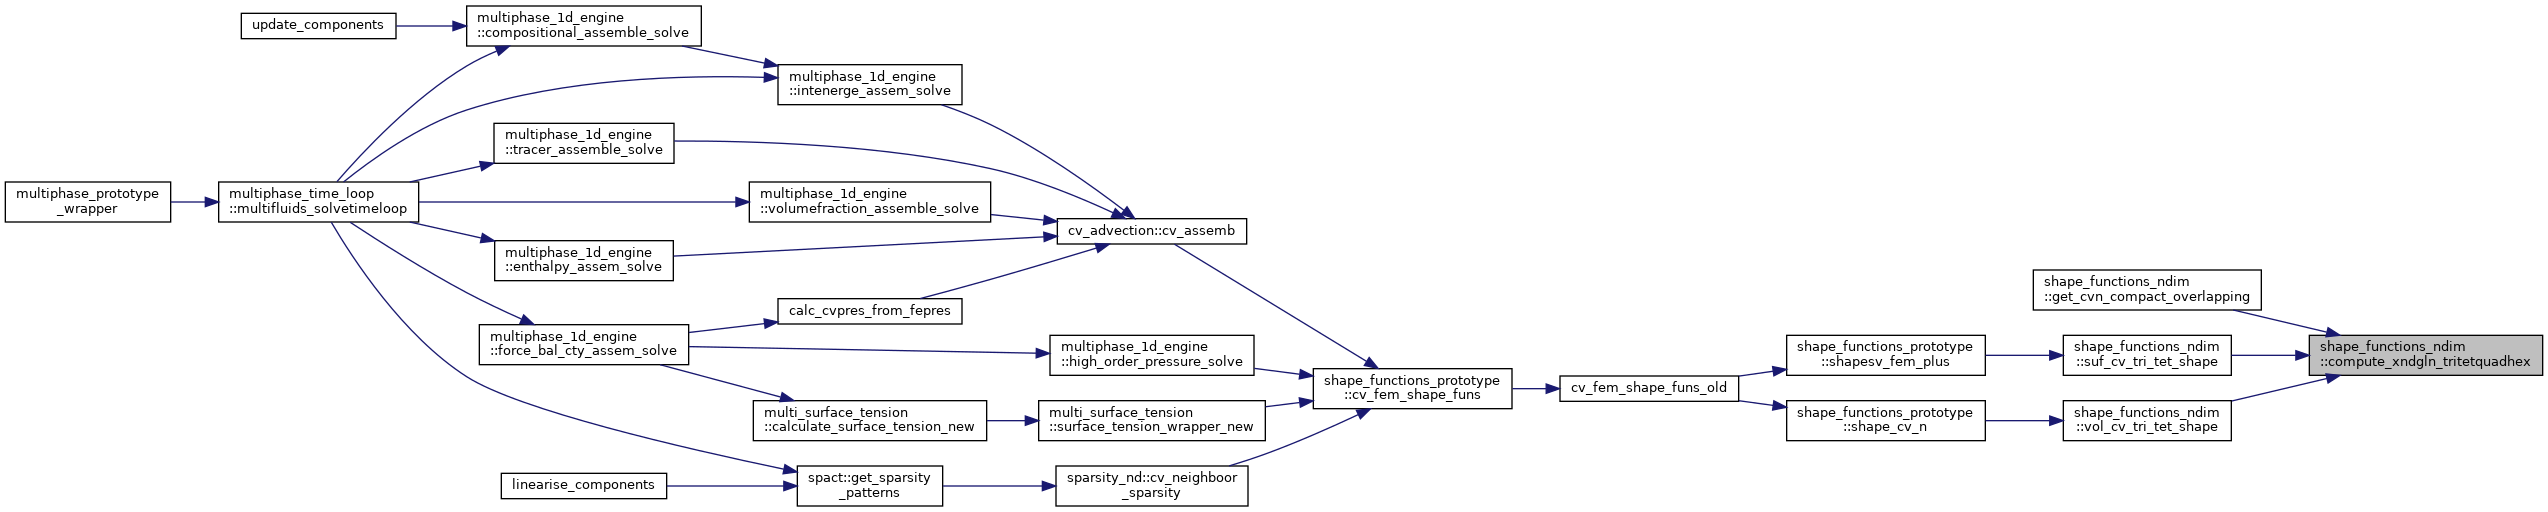 update_components
multiphase_1d_engine
::compositional_assemble_solve
multiphase_1d_engine
::intenerge_assem_solve
multiphase_1d_engine
::tracer_assemble_solve
multiphase_prototype
_wrapper
multiphase_time_loop
::multifluids_solvetimeloop
multiphase_1d_engine
::volumefraction_assemble_solve
cv_advection::cv_assemb
multiphase_1d_engine
::enthalpy_assem_solve
calc_cvpres_from_fepres
multiphase_1d_engine
::force_bal_cty_assem_solve
multiphase_1d_engine
::high_order_pressure_solve
multi_surface_tension
::calculate_surface_tension_new
multi_surface_tension
::surface_tension_wrapper_new
linearise_components
spact::get_sparsity
_patterns
sparsity_nd::cv_neighboor
_sparsity
shape_functions_prototype
::cv_fem_shape_funs
cv_fem_shape_funs_old
shape_functions_prototype
::shapesv_fem_plus
shape_functions_prototype
::shape_cv_n
shape_functions_ndim
::get_cvn_compact_overlapping
shape_functions_ndim
::suf_cv_tri_tet_shape
shape_functions_ndim
::vol_cv_tri_tet_shape
shape_functions_ndim
::compute_xndgln_tritetquadhex